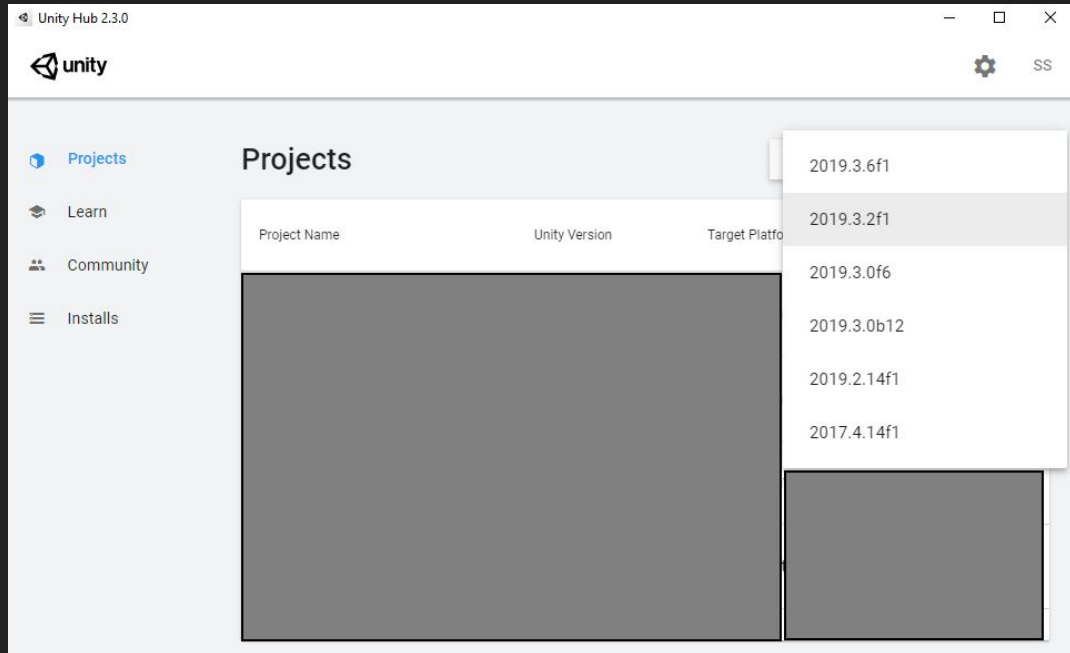 Unity Hub 2.3.0
unity
SS
Projects
Learn
Community
Installs
Projects
Project Name Unity Version Target Platfo
2019.3.6f1
2019.3.2f1
2019.3.0f6
2019.3.0b12
2019.2.14f1
2017.4.14f1